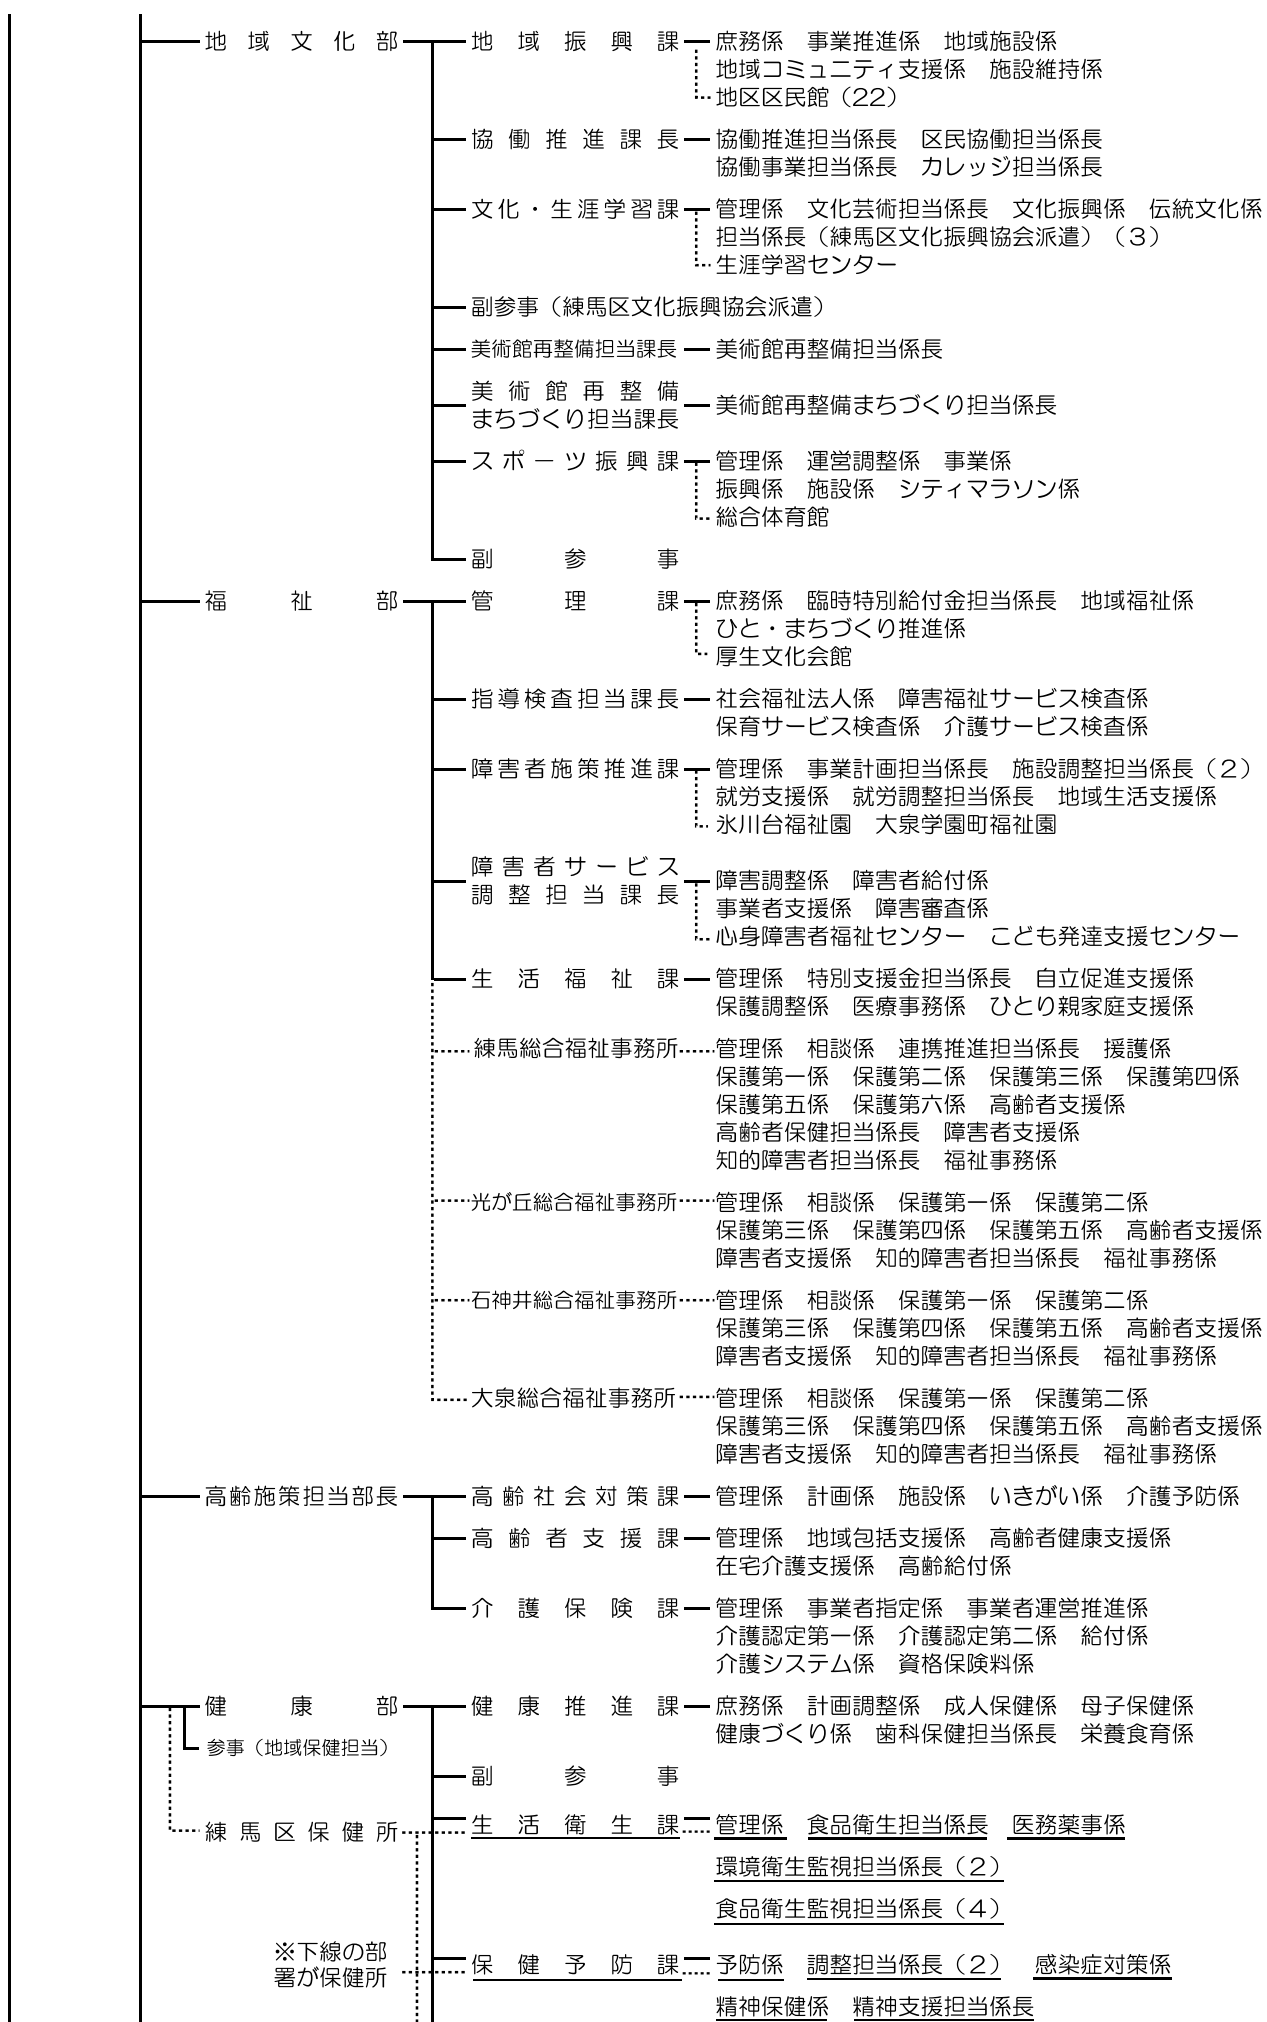 地域文化部 地域振興課 庶務係　事業推進係　地域施設係
地域コミュニティ支援係　施設維持係
地区区民館（22）
協働推進課長 協働推進担当係長　区民協働担当係長
協働事業担当係長　カレッジ担当係長
文化・生涯学習課 管理係　文化芸術担当係長　文化振興係　伝統文化係
担当係長（練馬区文化振興協会派遣）（3）
生涯学習センター
副参事（練馬区文化振興協会派遣）
美術館再整備担当課長 美術館再整備担当係長
美術館再整備
まちづくり担当課長 美術館再整備まちづくり担当係長
スポーツ振興課 管理係　運営調整係　事業係
振興係　施設係　シティマラソン係
総合体育館
副参事
福祉部 管理課 庶務係　臨時特別給付金担当係長　地域福祉係
ひと・まちづくり推進係
厚生文化会館
指導検査担当課長 社会福祉法人係　障害福祉サービス検査係
保育サービス検査係　介護サービス検査係
障害者施策推進課 管理係　事業計画担当係長　施設調整担当係長（2）
就労支援係　就労調整担当係長　地域生活支援係
氷川台福祉園　大泉学園町福祉園
障害者サービス
調整担当課長 障害調整係　障害者給付係
事業者支援係　障害審査係
心身障害者福祉センター　こども発達支援センター
生活福祉課 管理係　特別支援金担当係長　自立促進支援係
保護調整係　医療事務係　ひとり親家庭支援係
練馬総合福祉事務所 管理係　相談係　連携推進担当係長　援護係
保護第一係　保護第二係　保護第三係　保護第四係
保護第五係　保護第六係　高齢者支援係
高齢者保健担当係長　障害者支援係
知的障害者担当係長　福祉事務係
光が丘総合福祉事務所 管理係　相談係　保護第一係　保護第二係
保護第三係　保護第四係　保護第五係　高齢者支援係
障害者支援係　知的障害者担当係長　福祉事務係
石神井総合福祉事務所 管理係　相談係　保護第一係　保護第二係
保護第三係　保護第四係　保護第五係　高齢者支援係
障害者支援係　知的障害者担当係長　福祉事務係
大泉総合福祉事務所 管理係　相談係　保護第一係　保護第二係
保護第三係　保護第四係　保護第五係　高齢者支援係
障害者支援係　知的障害者担当係長　福祉事務係
高齢施策担当部長 高齢社会対策課 管理係　計画係　施設係　いきがい係　介護予防係
高齢者支援課 管理係　地域包括支援係　高齢者健康支援係
在宅介護支援係　高齢給付係
介護保険課 管理係　事業者指定係　事業者運営推進係
介護認定第一係　介護認定第二係　給付係
介護システム係　資格保険料係
健康部 健康推進課 庶務係　計画調整係　成人保健係　母子保健係
健康づくり係　歯科保健担当係長　栄養食育係
参事（地域保健担当）
副参事
練馬区保健所 生活衛生課 管理係　食品衛生担当係長　医務薬事係
環境衛生監視担当係長（2）
食品衛生監視担当係長（4）
※下線の部
署が保健所
保健予防課 予防係　調整担当係長（2）　感染症対策係
精神保健係　精神支援担当係長